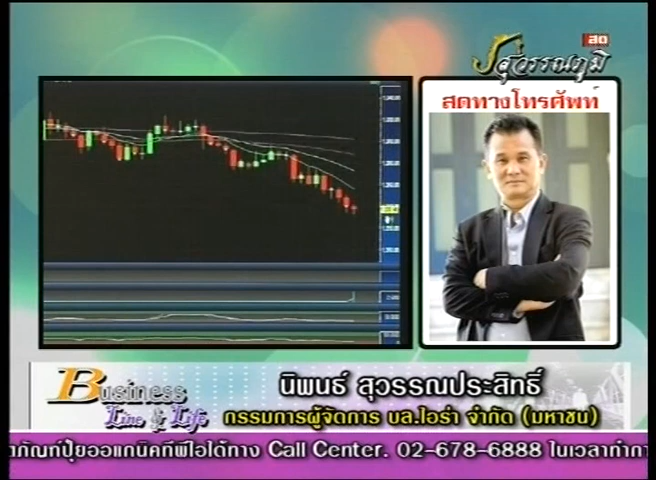 สด
สุวรรณภูมิ
สดทางโทรศัพท์
Business
Line & Life
นิพนธ์ สุวรรณประสิทธิ์
กรรมการผู้จัดการ บล.ไอร่า จำกัด (มหาชน)
ภัณฑ์ปุ๋ยออแกนิคทีพีไอได้ทาง Call Center. 02-678-6888 ในเวลาทำกา